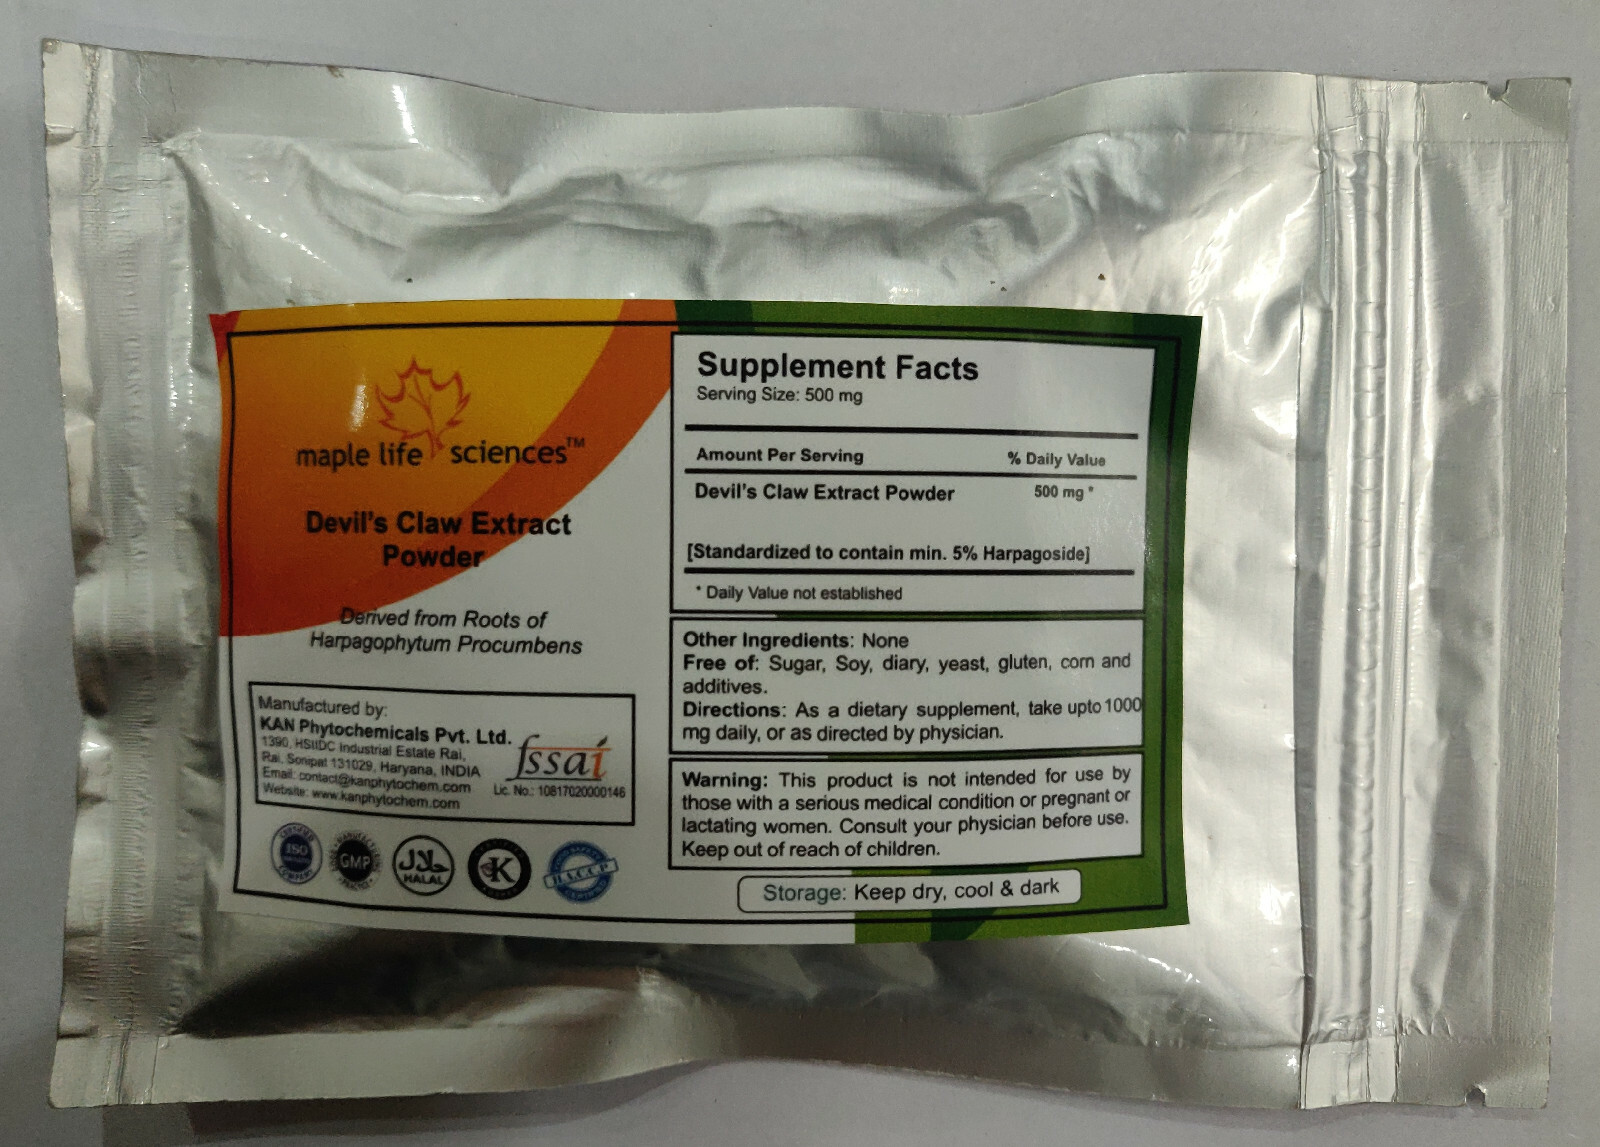 maple life sciences™
Devil's Claw Extract
Powder
Derived from Roots of
Harpagophytum Procumbens
Manufactured by:
KAN Phytochemicals Pvt. Ltd.
1390, HSIIDC Industrial Estate Rai,
Rai, Sonipat 131029, Haryana, INDIA
Email: contact@kanphytochem.com
Website: www.kanphytochem.com
fssai
Lic. No.: 10817020000146
CERTIFIED
ISO
COMPANY
GMP
PRACTICE
HALAL
K
H.A.C.C.P
Supplement Facts
Serving Size: 500 mg
Amount Per Serving % Daily Value
Devil's Claw Extract Powder 500 mg *
[Standardized to contain min. 5% Harpagoside]
* Daily Value not established
Other Ingredients: None
Free of: Sugar, Soy, diary, yeast, gluten, corn and
additives.
Directions: As a dietary supplement, take upto 1000
mg daily, or as directed by physician.
Warning: This product is not intended for use by
those with a serious medical condition or pregnant or
lactating women. Consult your physician before use.
Keep out of reach of children.
Storage: Keep dry, cool & dark